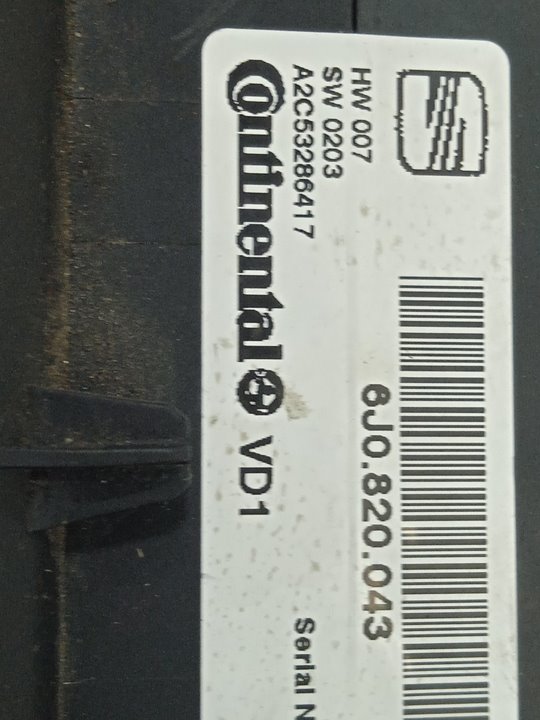 6J0.820.043
HW 007
SW 0203
A2C53286417
Serial N
Continental VD1